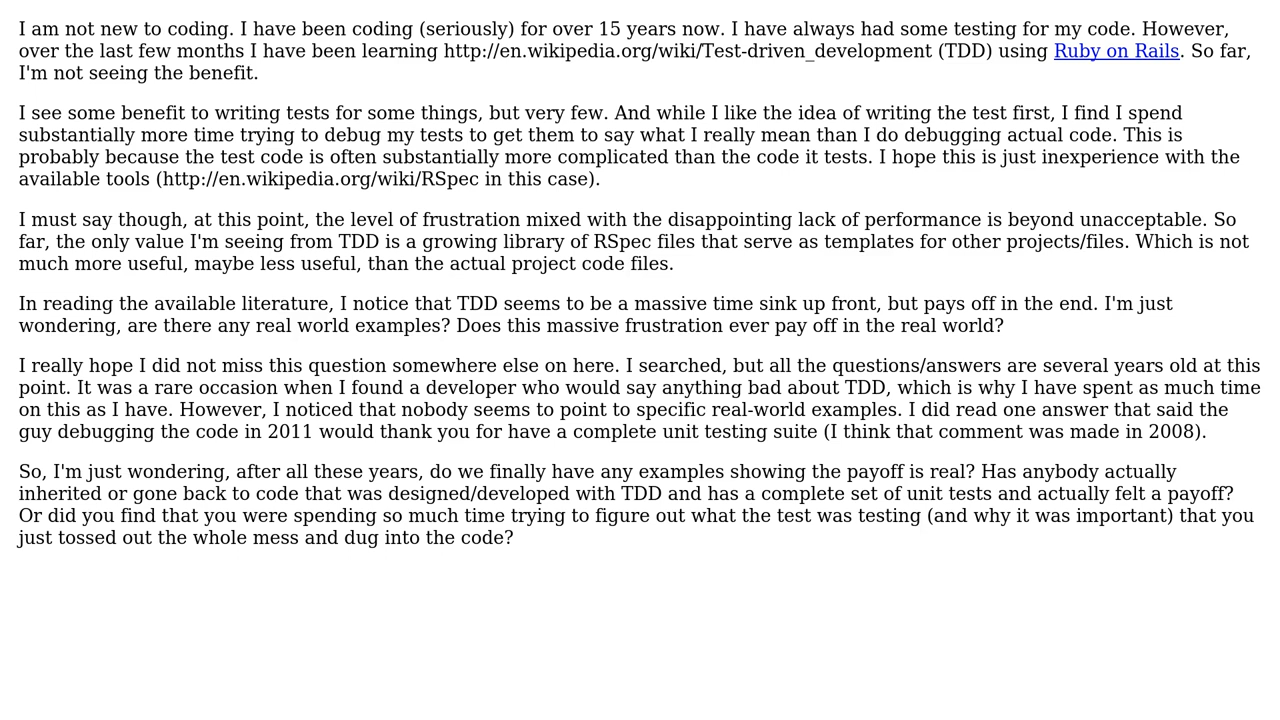 I am not new to coding. I have been coding (seriously) for over 15 years now. I have always had some testing for my code. However,
over the last few months I have been learning http://en.wikipedia.org/wiki/Test-driven_development (TDD) using Ruby on Rails. So far,
I'm not seeing the benefit.
I see some benefit to writing tests for some things, but very few. And while I like the idea of writing the test first, I find I spend
substantially more time trying to debug my tests to get them to say what I really mean than I do debugging actual code. This is
probably because the test code is often substantially more complicated than the code it tests. I hope this is just inexperience with the
available tools (http://en.wikipedia.org/wiki/RSpec in this case).
I must say though, at this point, the level of frustration mixed with the disappointing lack of performance is beyond unacceptable. So
far, the only value I'm seeing from TDD is a growing library of RSpec files that serve as templates for other projects/files. Which is not
much more useful, maybe less useful, than the actual project code files.
In reading the available literature, I notice that TDD seems to be a massive time sink up front, but pays off in the end. I'm just
wondering, are there any real world examples? Does this massive frustration ever pay off in the real world?
I really hope I did not miss this question somewhere else on here. I searched, but all the questions/answers are several years old at this
point. It was a rare occasion when I found a developer who would say anything bad about TDD, which is why I have spent as much time
on this as I have. However, I noticed that nobody seems to point to specific real-world examples. I did read one answer that said the
guy debugging the code in 2011 would thank you for have a complete unit testing suite (I think that comment was made in 2008).
So, I'm just wondering, after all these years, do we finally have any examples showing the payoff is real? Has anybody actually
inherited or gone back to code that was designed/developed with TDD and has a complete set of unit tests and actually felt a payoff?
Or did you find that you were spending so much time trying to figure out what the test was testing (and why it was important) that you
just tossed out the whole mess and dug into the code?